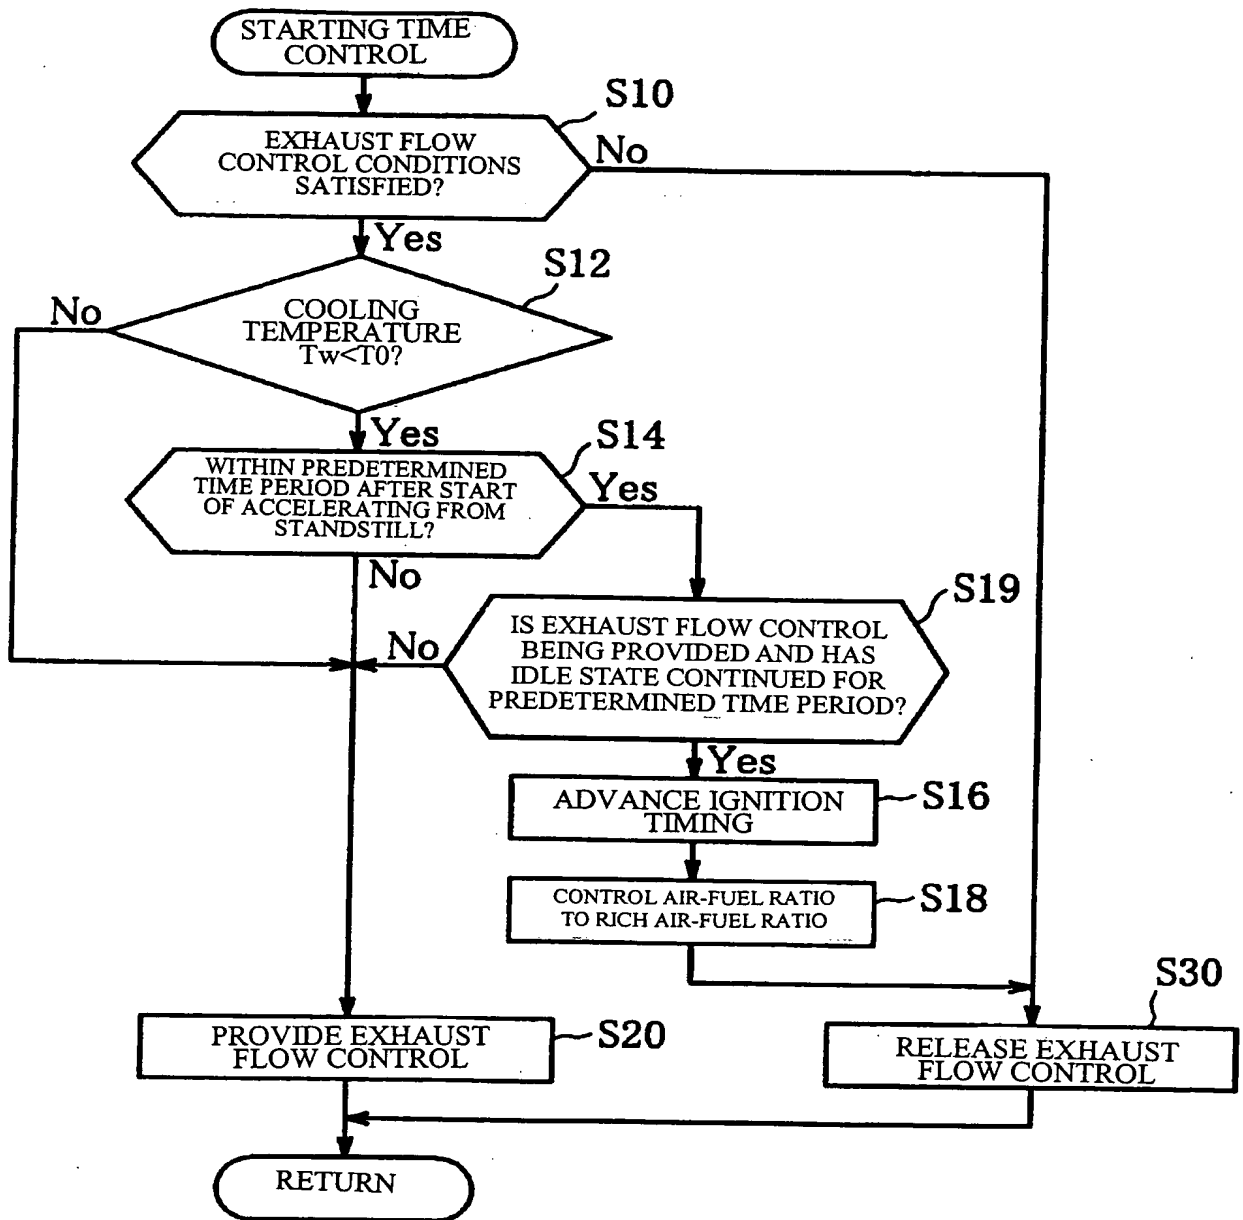 STARTING TIME
CONTROL
S10
EXHAUST FLOW
CONTROL CONDITIONS
SATISFIED?
No
Yes
S12
No
COOLING
TEMPERATURE
Tw<T0?
Yes
S14
WITHIN PREDETERMINED
TIME PERIOD AFTER START
OF ACCELERATING FROM
STANDSTILL?
Yes
No
S19
IS EXHAUST FLOW CONTROL
BEING PROVIDED AND HAS
IDLE STATE CONTINUED FOR
PREDETERMINED TIME PERIOD?
No
Yes
ADVANCE IGNITION
TIMING
S16
CONTROL AIR-FUEL RATIO
TO RICH AIR-FUEL RATIO
S18
S30
PROVIDE EXHAUST
FLOW CONTROL
S20
RELEASE EXHAUST
FLOW CONTROL
RETURN